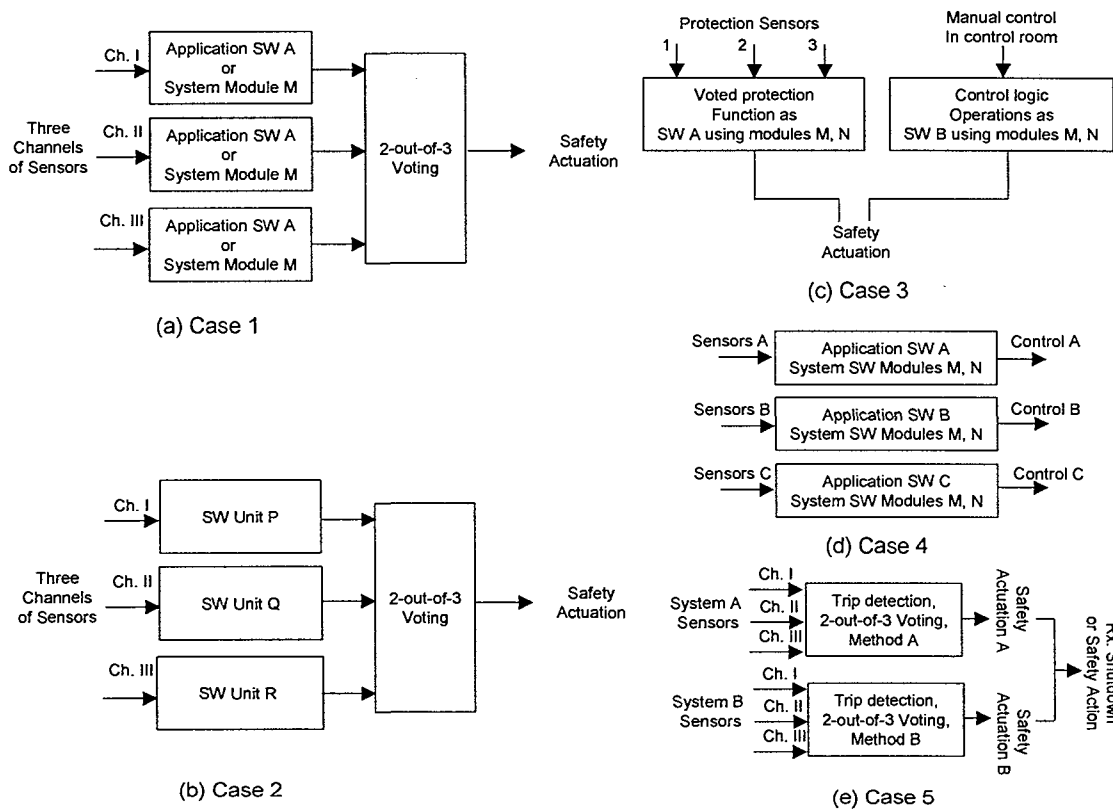 Three
Channels
of Sensors
Ch. I
Application SW A
or
System Module M
Ch. II
Application SW A
or
System Module M
Ch. III
Application SW A
or
System Module M
2-out-of-3
Voting
Safety
Actuation
(a) Case 1
Three
Channels
of Sensors
Ch. I
SW Unit P
Ch. II
SW Unit Q
Ch. III
SW Unit R
2-out-of-3
Voting
Safety
Actuation
(b) Case 2
Protection Sensors
1 2 3
Voted protection
Function as
SW A using modules M, N
Manual control
In control room
Control logic
Operations as
SW B using modules M, N
Safety
Actuation
(c) Case 3
Sensors A
Application SW A
System SW Modules M, N
Control A
Sensors B
Application SW B
System SW Modules M, N
Control B
Sensors C
Application SW C
System SW Modules M, N
Control C
(d) Case 4
System A
Sensors
Ch. I
Ch. II
Ch. III
Trip detection,
2-out-of-3 Voting,
Method A
Safety
Actuation A
System B
Sensors
Ch. I
Ch. II
Ch. III
Trip detection,
2-out-of-3 Voting,
Method B
Safety
Actuation B
Rx. Shutdown
or Safety Action
(e) Case 5